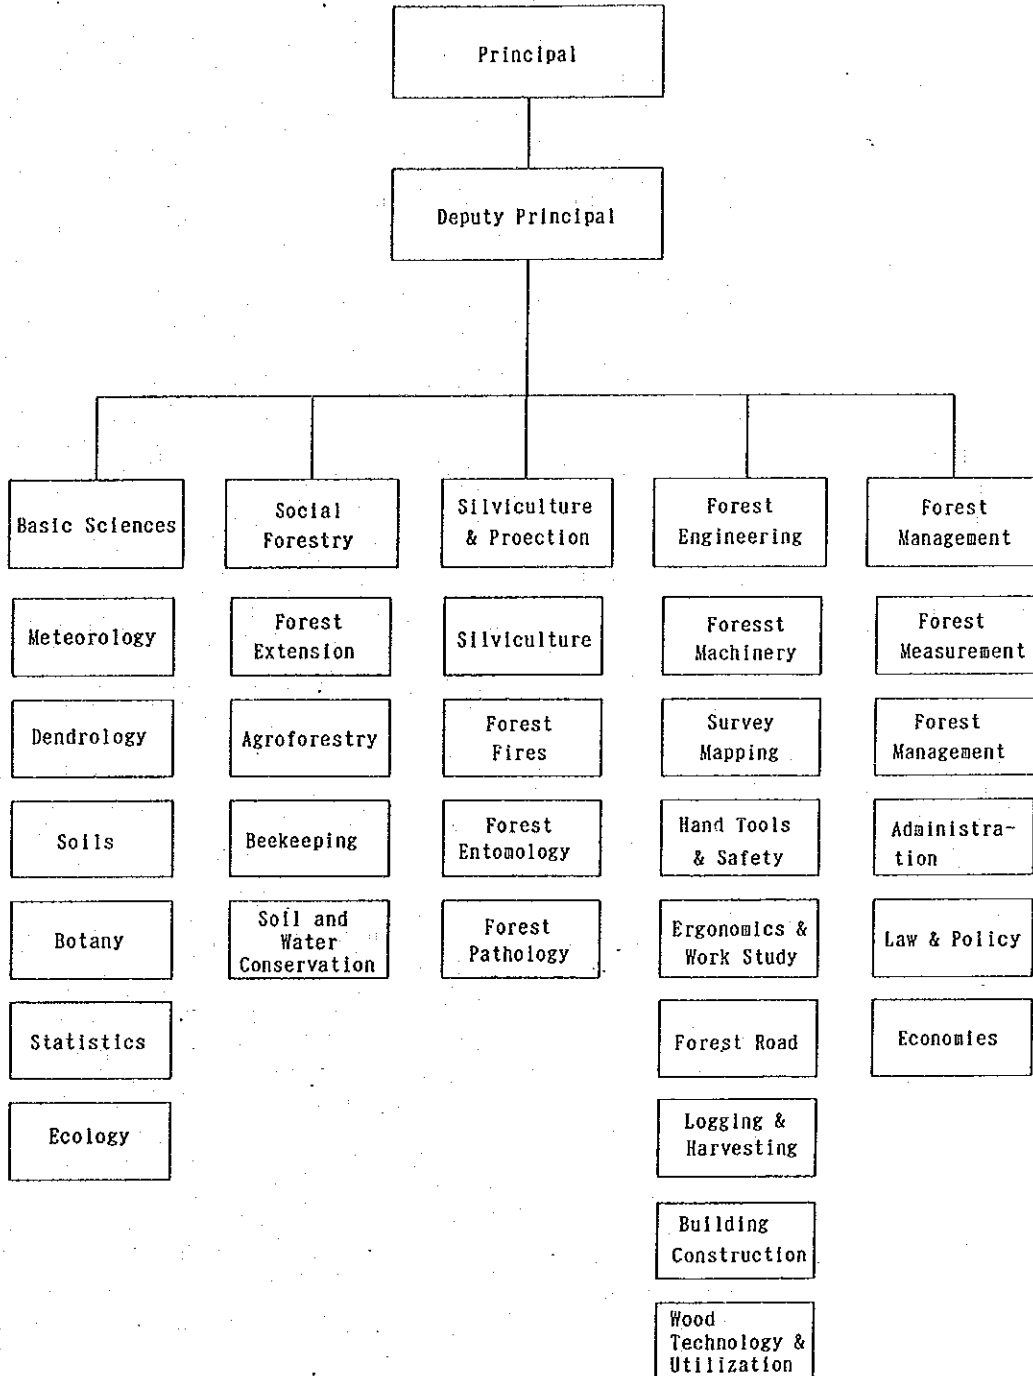 Principal
Deputy Principal
Basic Sciences
Social
Forestry
Silviculture
& Proection
Forest
Engineering
Forest
Management
Meteorology
Dendrology
Soils
Botany
Statistics
Ecology
Forest
Extension
Agroforestry
Beekeeping
Soil and
Water
Conservation
Silviculture
Forest
Fires
Forest
Entomology
Forest
Pathology
Foresst
Machinery
Survey
Mapping
Hand Tools
& Safety
Ergonomics &
Work Study
Forest Road
Logging &
Harvesting
Building
Construction
Wood
Technology &
Utilization
Forest
Measurement
Forest
Management
Administra-
tion
Law & Policy
Economies